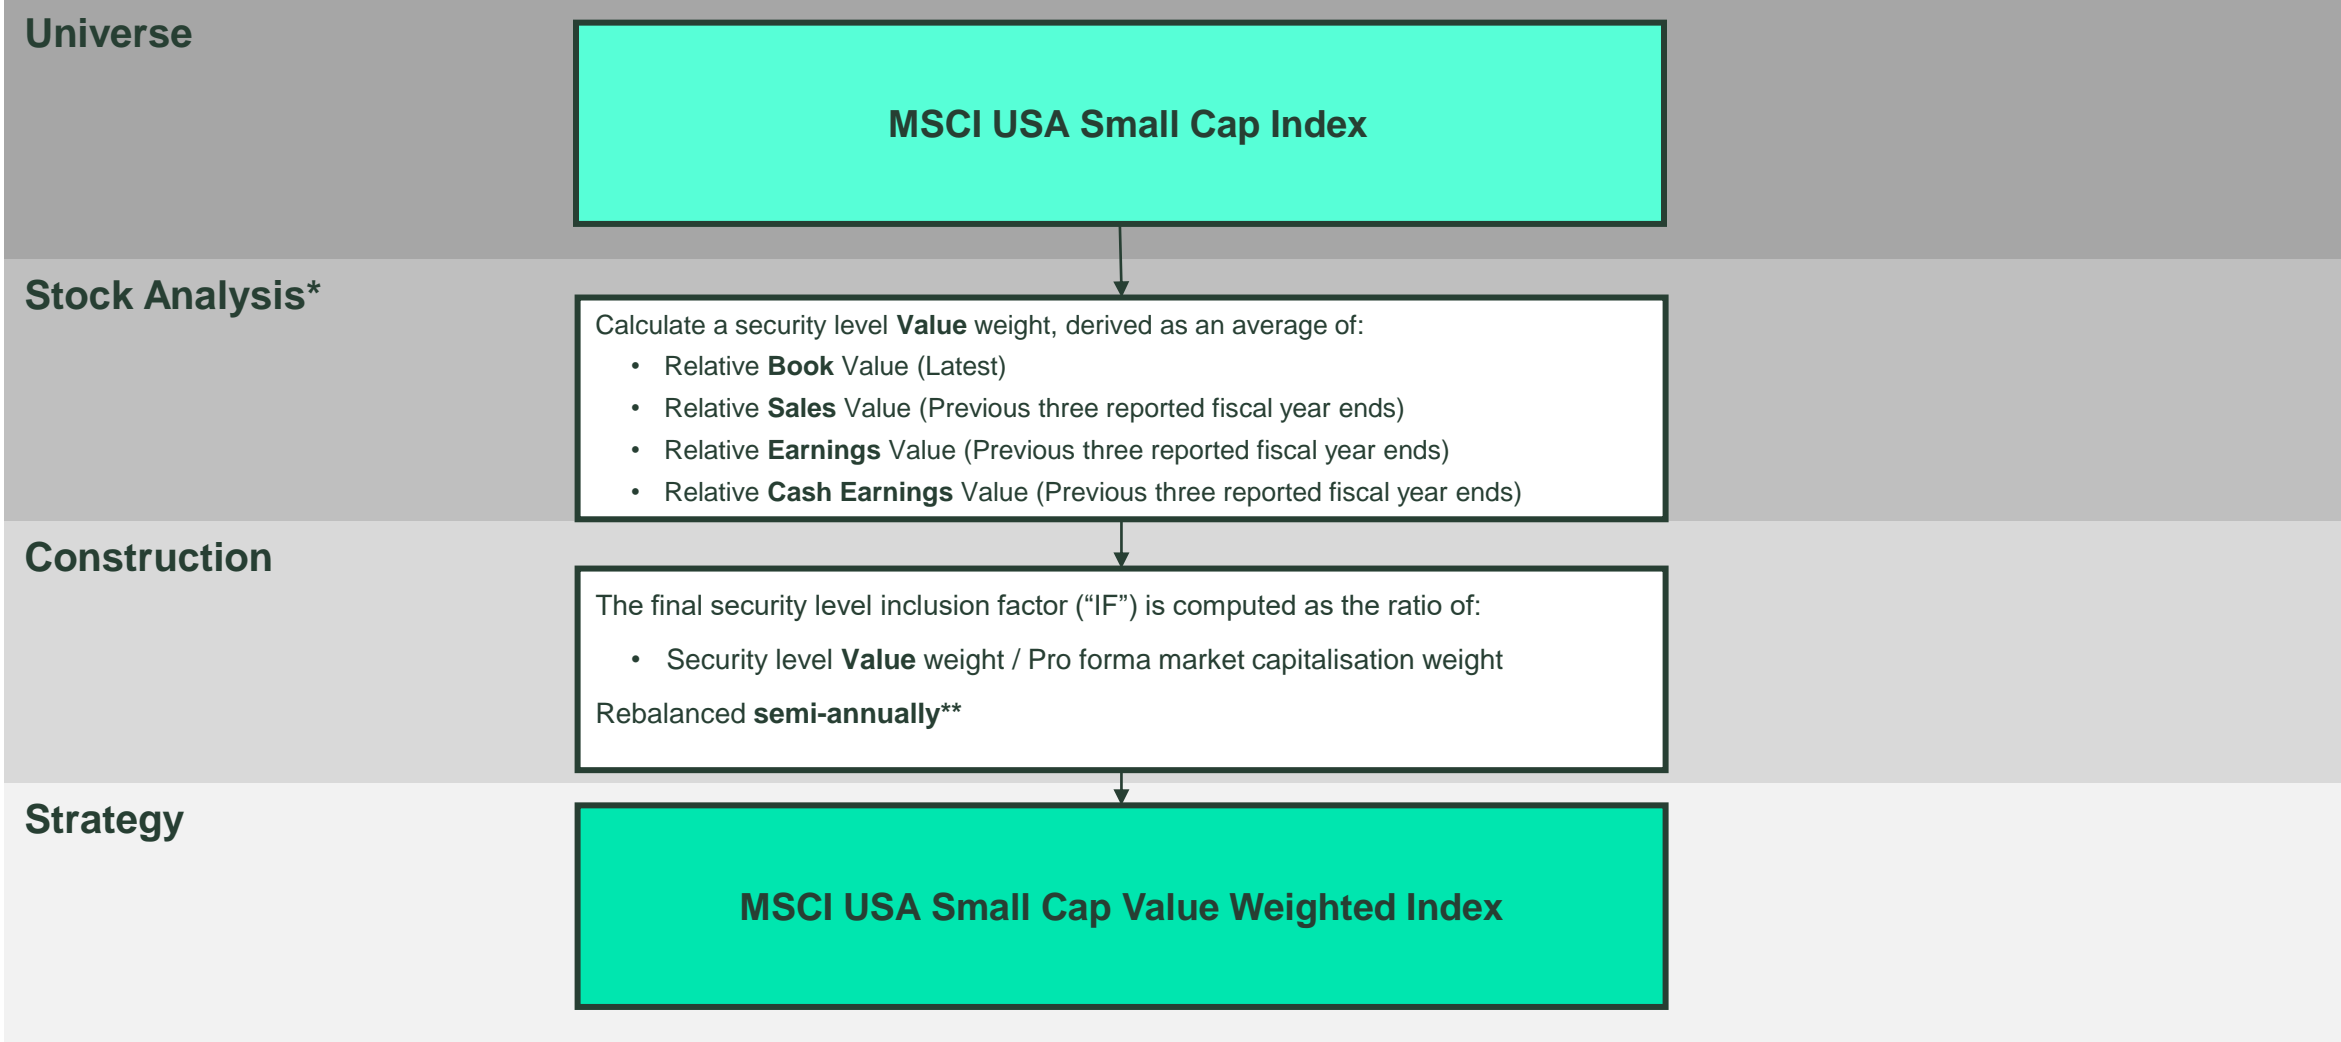 Universe
MSCI USA Small Cap Index
Stock Analysis*
Calculate a security level Value weight, derived as an average of:
• Relative Book Value (Latest)
• Relative Sales Value (Previous three reported fiscal year ends)
• Relative Earnings Value (Previous three reported fiscal year ends)
• Relative Cash Earnings Value (Previous three reported fiscal year ends)
Construction
The final security level inclusion factor (“IF”) is computed as the ratio of:
• Security level Value weight / Pro forma market capitalisation weight
Rebalanced semi-annually**
Strategy
MSCI USA Small Cap Value Weighted Index